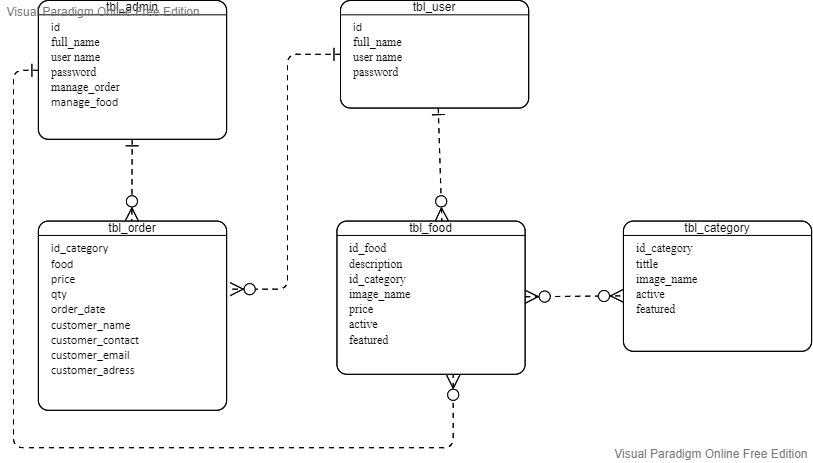 tbl_admin
Visual Paradigm Online Free Edition
id
full_name
user name
password
manage_order
manage_food
tbl_user
id
full_name
user name
password
tbl_order
id_category
food
price
qty
order_date
customer_name
customer_contact
customer_email
customer_adress
tbl_food
id_food
description
id_category
image_name
price
active
featured
tbl_category
id_category
tittle
image_name
active
featured
Visual Paradigm Online Free Edition